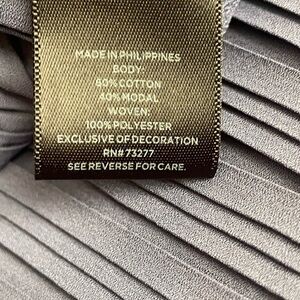 MADE IN PHILIPPINES
BODY:
60% COTTON
40% MODAL
WOVEN:
100% POLYESTER
EXCLUSIVE OF DECORATION
RN# 73277
SEE REVERSE FOR CARE.